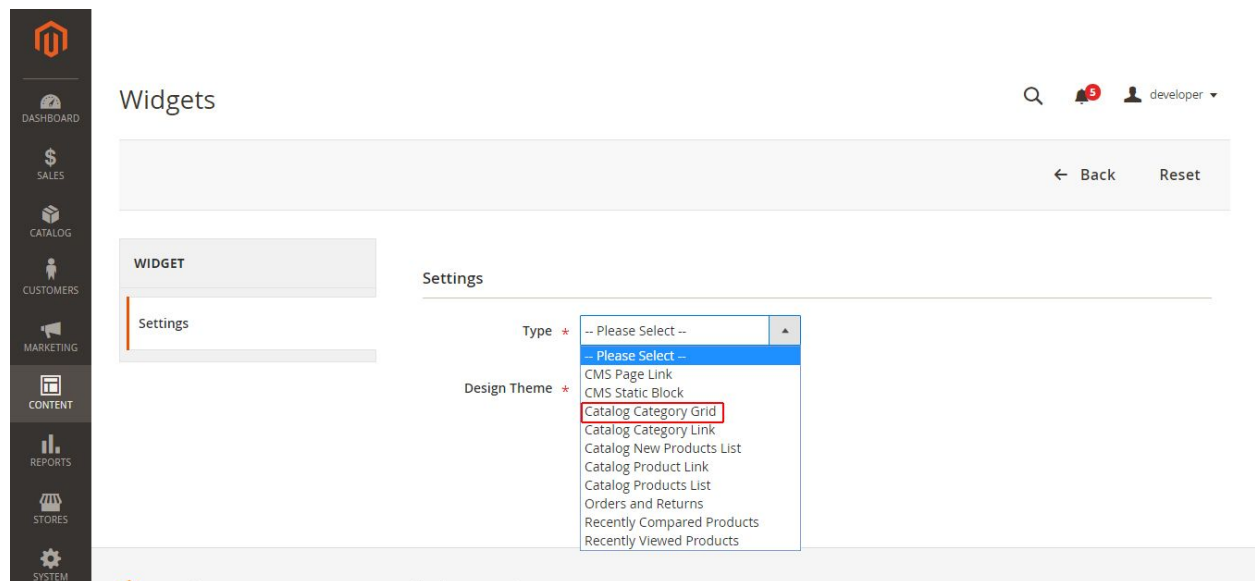 Widgets
5
developer
DASHBOARD
SALES
CATALOG
CUSTOMERS
MARKETING
CONTENT
REPORTS
STORES
SYSTEM
← Back Reset
WIDGET
Settings
Settings
Type * -- Please Select --
-- Please Select --
CMS Page Link
Design Theme * CMS Static Block
Catalog Category Grid
Catalog Category Link
Catalog New Products List
Catalog Product Link
Catalog Products List
Orders and Returns
Recently Compared Products
Recently Viewed Products